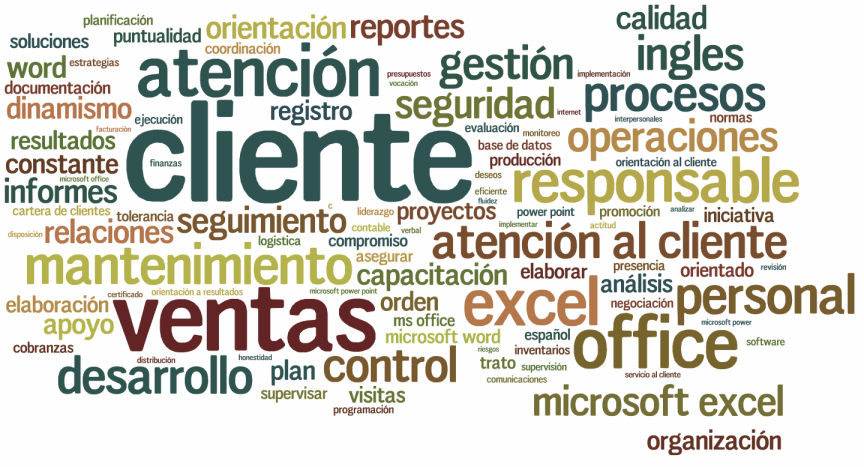 planificación
calidad
orientación
reportes
soluciones
puntualidad
coordinación
ingles
word
estrategias
atención
presupuestos
gestión
implementación
documentación
vocación
procesos
dinamismo
registro
seguridad
internet
ejecución
interpersonales
normas
facturación
cliente
evaluación
monitoreo
operaciones
resultados
base de datos
constante
finanzas
producción
orientación al cliente
microsoft office
deseos
responsable
informes
eficiente
fluidez
cartera de clientes
tolerancia
seguimiento
c
liderazgo
proyectos
power point
promoción
analizar
iniciativa
disposición
relaciones
contable
verbal
implementar
actitud
logistica
compromiso
atención al cliente
mantenimiento
asegurar
capacitación
elaborar
presencia
orientado
revisión
certificado
orientación a resultados
microsoft power point
análisis
elaboración
ventas
orden
excel
negociación
personal
apoyo
ms office
microsoft power
cobranzas
microsoft word
español
office
software
distribución
honestidad
riesgos
inventarios
desarrollo
plan
control
trato
supervisión
servicio al cliente
comunicaciones
supervisar
visitas
microsoft excel
programación
organización